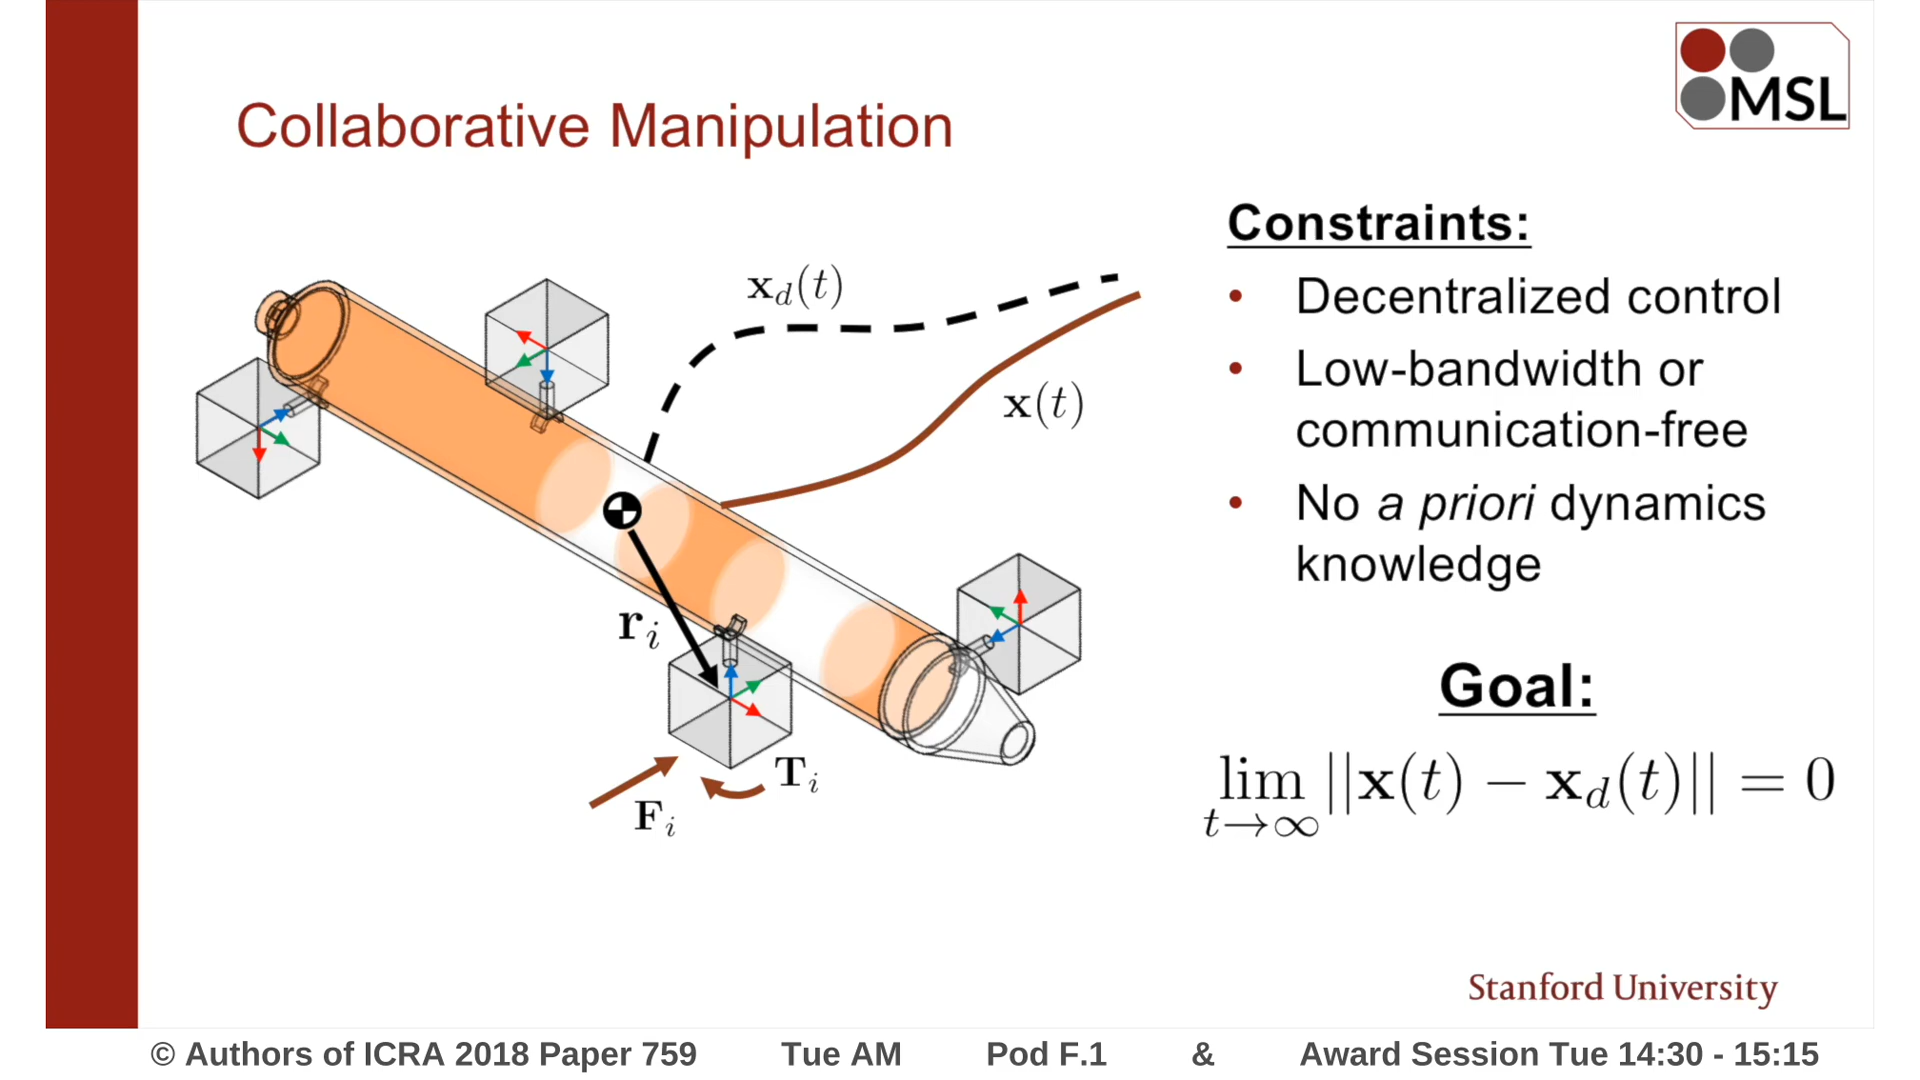 MSL
Collaborative Manipulation
Constraints:
• Decentralized control
• Low-bandwidth or
communication-free
• No a priori dynamics
knowledge
𝐱_d(t)
𝐱(t)
𝐫_i
𝐓_i
𝐅_i
Goal:
lim_{t→∞} ||𝐱(t) − 𝐱_d(t)|| = 0
Stanford University
© Authors of ICRA 2018 Paper 759 Tue AM Pod F.1 & Award Session Tue 14:30 - 15:15